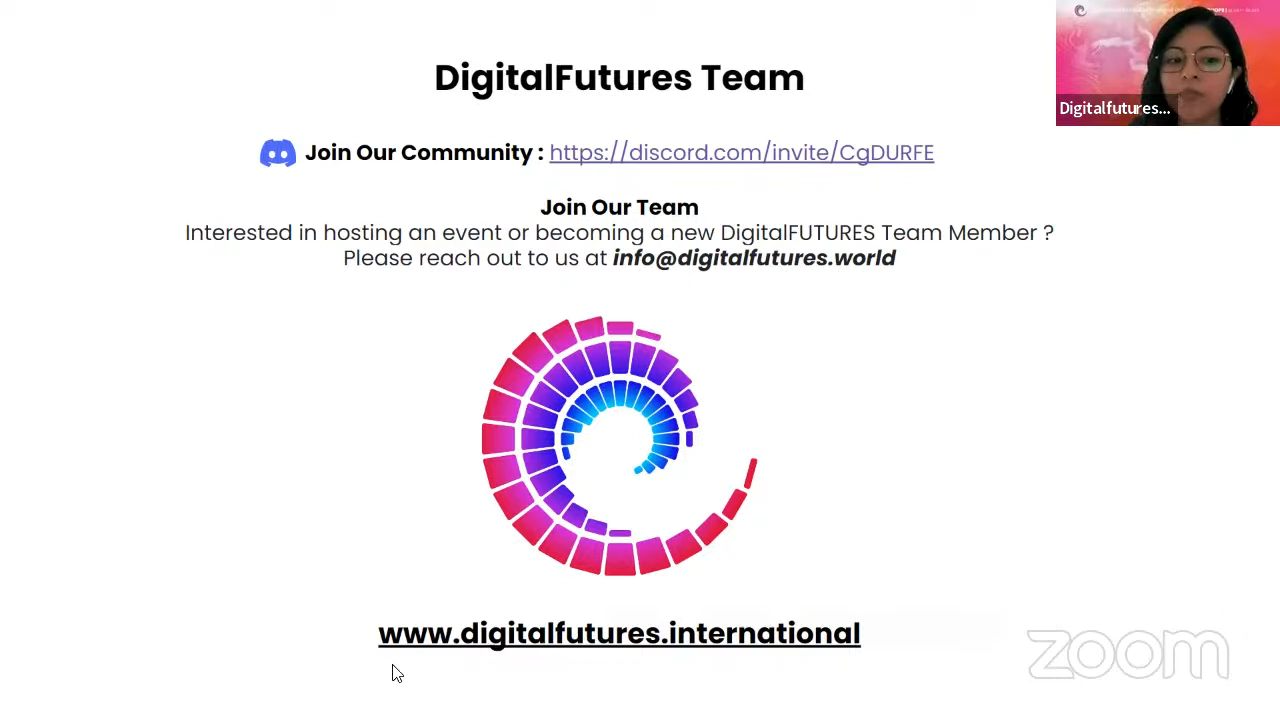 DigitalFutures Team
Digitalfutures...
Join Our Community : https://discord.com/invite/CgDURFE
Join Our Team
Interested in hosting an event or becoming a new DigitalFUTURES Team Member ?
Please reach out to us at info@digitalfutures.world
www.digitalfutures.international
zoom